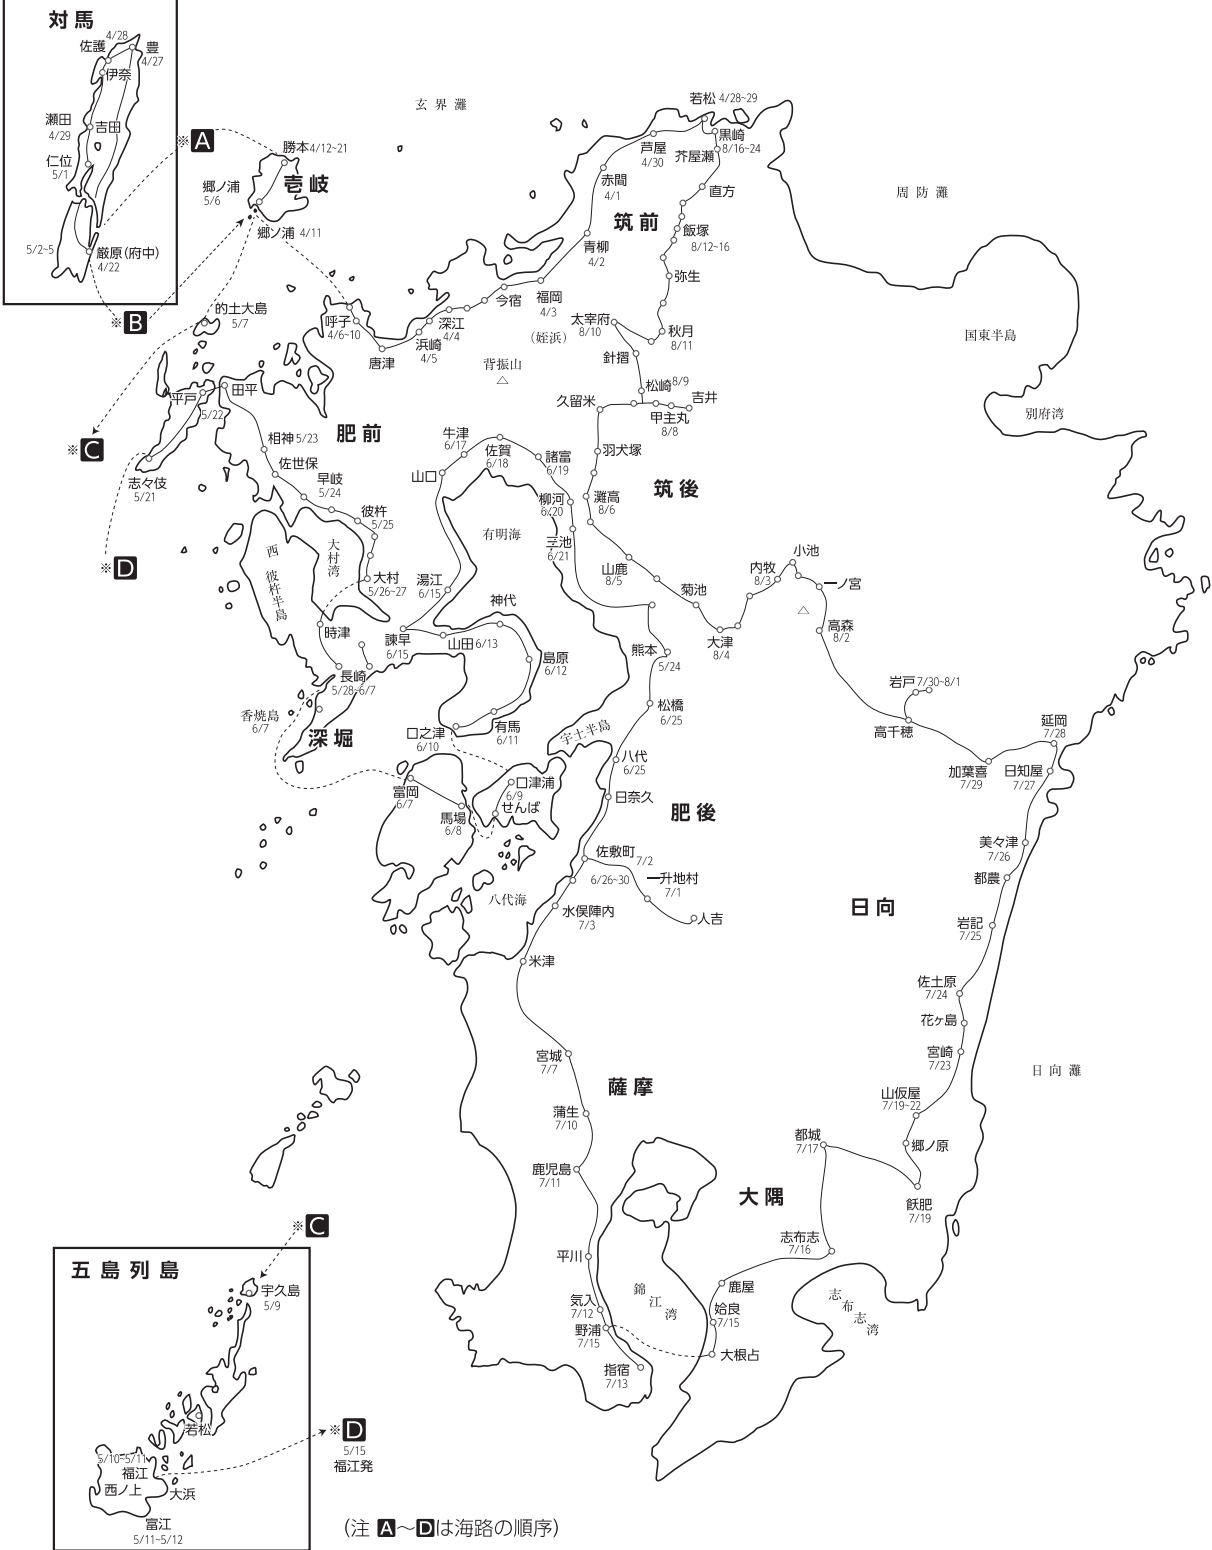 対馬
佐護
4/28
豊
4/27
伊奈
瀬田
4/29
吉田
仁位
5/1
5/2~5
厳原(府中)
4/22
※A
※B
勝本4/12~21
壱岐
郷ノ浦
5/6
郷ノ浦 4/11
玄界灘
若松 4/28~29
黒崎
8/16~24
芦屋
4/30
芥屋瀬
赤間
4/1
直方
周防灘
筑前
飯塚
8/12~16
青柳
4/2
弥生
今宿
福岡
4/3
(姪浜)
太宰府
8/10
秋月
8/11
針摺
的土大島
5/7
呼子
4/6~10
唐津
浜崎
4/5
深江
4/4
背振山
△
国東半島
別府湾
松崎8/9
吉井
甲主丸
8/8
久留米
平戸
5/22
田平
肥前
※C
志々伎
5/21
相神5/23
佐世保
早岐
5/24
彼杵
5/25
牛津
6/17
佐賀
6/18
諸富
6/19
山口
羽犬塚
筑後
柳河
6/20
灘高
8/6
有明海
三池
6/21
西彼杵半島
大村湾
※D
大村
5/26~27
湯江
6/15
神代
山鹿
8/5
菊池
内牧
8/3
小池
一ノ宮
△
高森
8/2
大津
8/4
時津
諫早
6/15
山田6/13
島原
6/12
熊本
5/24
長崎
5/28~6/7
岩戸7/30~8/1
高千穂
延岡
7/28
加葉喜
7/29
日知屋
7/27
香焼島
6/7
深堀
口之津
6/10
有馬
6/11
松橋
6/25
宇土半島
八代
6/25
富岡
6/7
口津浦
6/9
せんば
馬場
6/8
日奈久
肥後
美々津
7/26
都農
佐敷町7/2
6/26~30
一升地村
7/1
人吉
八代海
水俣陣内
7/3
日向
岩記
7/25
米津
佐土原
7/24
花ヶ島
宮崎
7/23
日向灘
宮城
7/7
薩摩
山仮屋
7/19~22
蒲生
7/10
都城
7/17
郷ノ原
鹿児島
7/11
大隅
飫肥
7/19
志布志
7/16
平川
錦江湾
鹿屋
姶良
7/15
志布志湾
気入
7/12
野浦
7/15
大根占
指宿
7/13
※C
五島列島
宇久島
5/9
若松
5/10~5/11
福江
西ノ上
大浜
富江
5/11~5/12
※D
5/15
福江発
(注 A～Dは海路の順序)